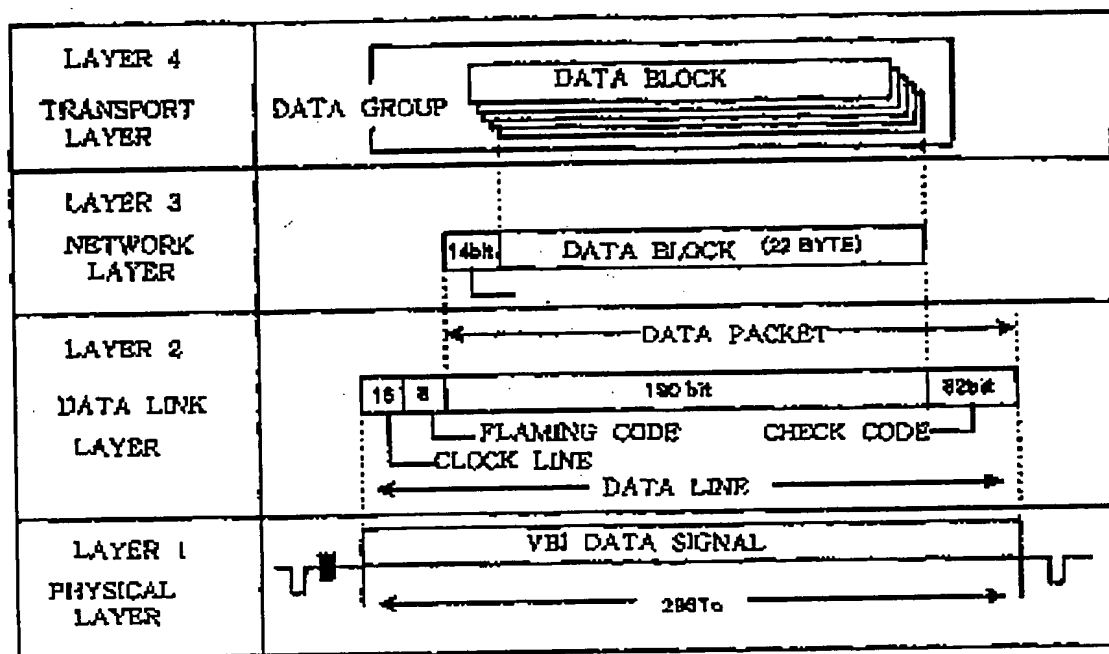 LAYER 4
TRANSPORT
LAYER
DATA BLOCK
DATA GROUP
LAYER 3
NETWORK
LAYER
14bit
DATA BLOCK (22 BYTE)
LAYER 2
DATA LINK
LAYER
DATA PACKET
16
8
190 bit
82bit
FLAMING CODE
CHECK CODE
CLOCK LINE
DATA LINE
LAYER 1
PHYSICAL
LAYER
VBI DATA SIGNAL